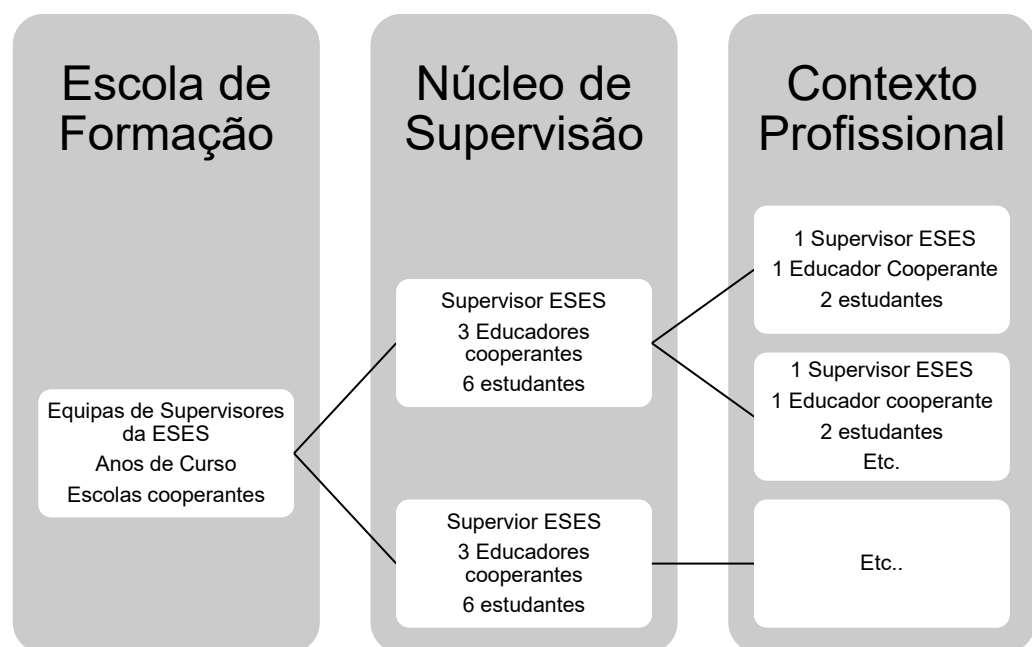 Escola de
Formação
Equipas de Supervisores
da ESES
Anos de Curso
Escolas cooperantes
Núcleo de
Supervisão
Supervisor ESES
3 Educadores
cooperantes
6 estudantes
Supervior ESES
3 Educadores
cooperantes
6 estudantes
Contexto
Profissional
1 Supervisor ESES
1 Educador Cooperante
2 estudantes
1 Supervisor ESES
1 Educador cooperante
2 estudantes
Etc.
Etc..